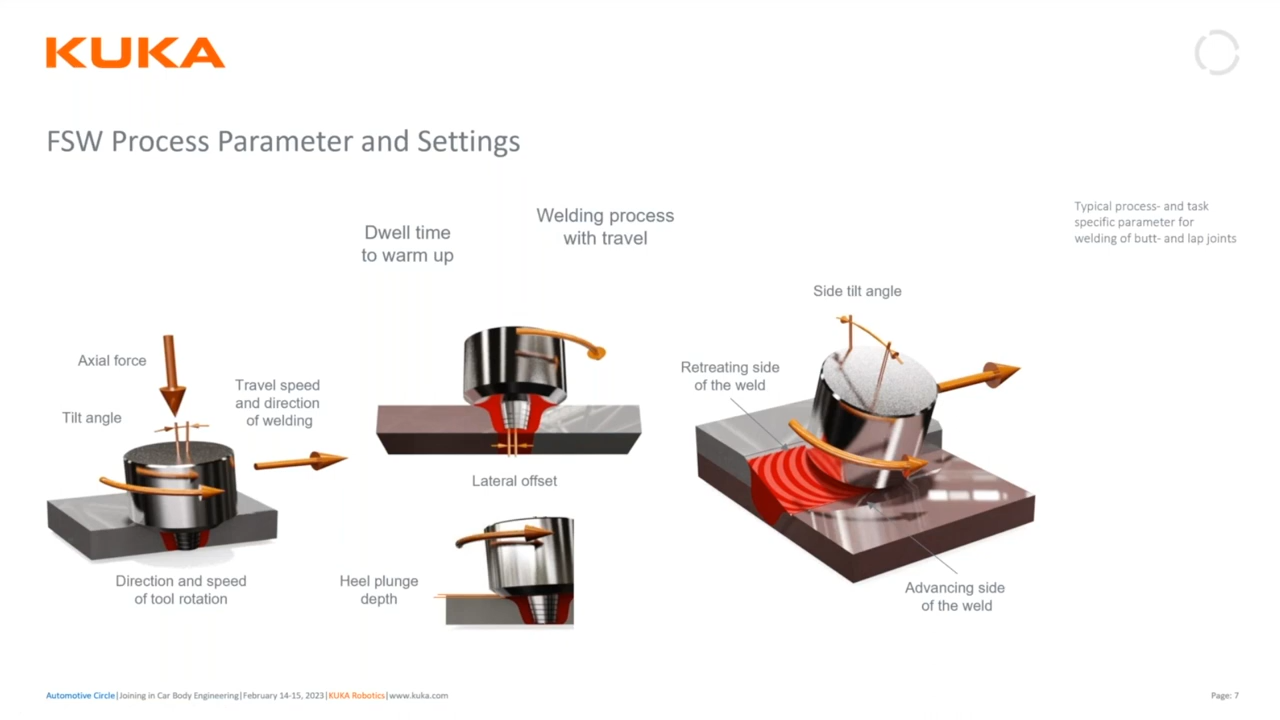 KUKA
FSW Process Parameter and Settings
Typical process- and task
specific parameter for
welding of butt- and lap joints
Welding process
with travel
Dwell time
to warm up
Side tilt angle
Axial force
Retreating side
of the weld
Travel speed
and direction
of welding
Tilt angle
Lateral offset
Direction and speed
of tool rotation
Heel plunge
depth
Advancing side
of the weld
Automotive Circle|Joining in Car Body Engineering|February 14-15, 2023|KUKA Robotics|www.kuka.com
Page: 7